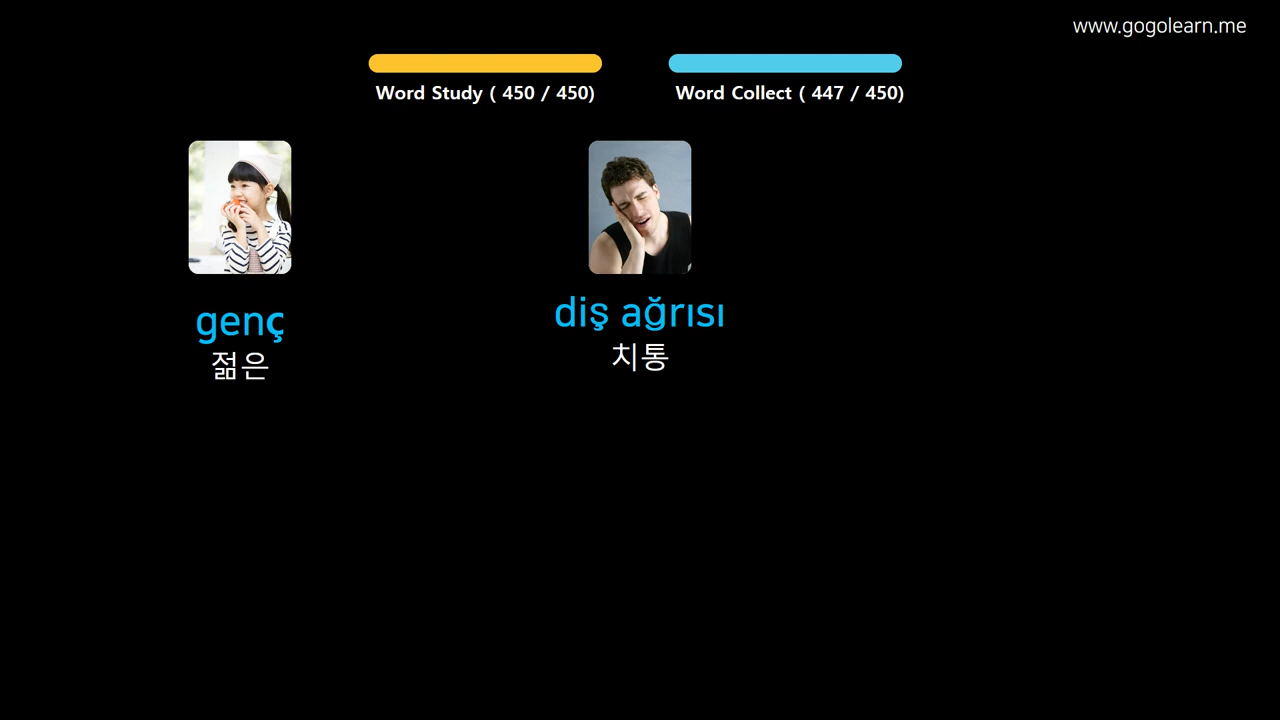 www.gogolearn.me
Word Study ( 450 / 450)
Word Collect ( 447 / 450)
genç
젊은
diş ağrısı
치통